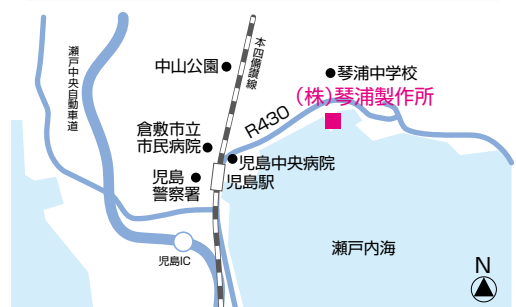 瀬戸中央自動車道
本四備讃線
中山公園
琴浦中学校
(株)琴浦製作所
R430
倉敷市立
市民病院
児島中央病院
児島駅
児島
警察署
児島IC
瀬戸内海
N